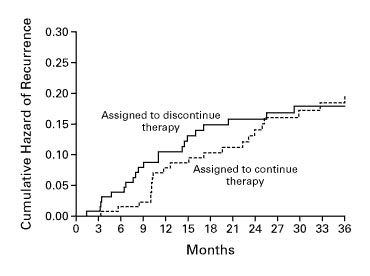 Cumulative Hazard of Recurrence
0.30
0.25
0.20
0.15
0.10
0.05
0.00
Assigned to discontinue
therapy
Assigned to continue
therapy
0 3 6 9 12 15 18 21 24 27 30 33 36
Months